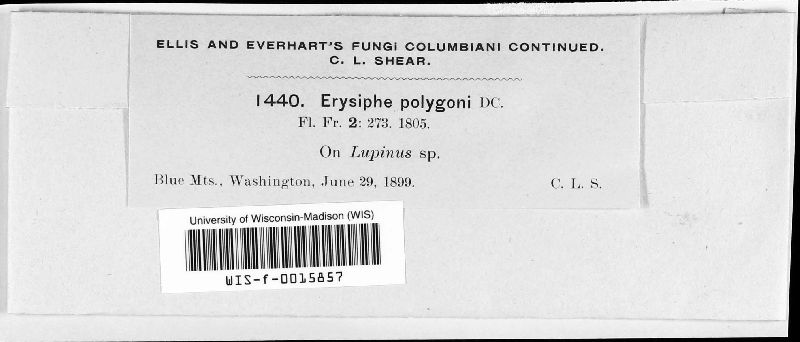 ELLIS AND EVERHART'S FUNGI COLUMBIANI CONTINUED.
C. L. SHEAR.
1440. Erysiphe polygoni DC.
Fl. Fr. 2: 273. 1805.
On Lupinus sp.
Blue Mts., Washington, June 29, 1899. C. L. S.
University of Wisconsin-Madison (WIS)
WIS-f-0015857